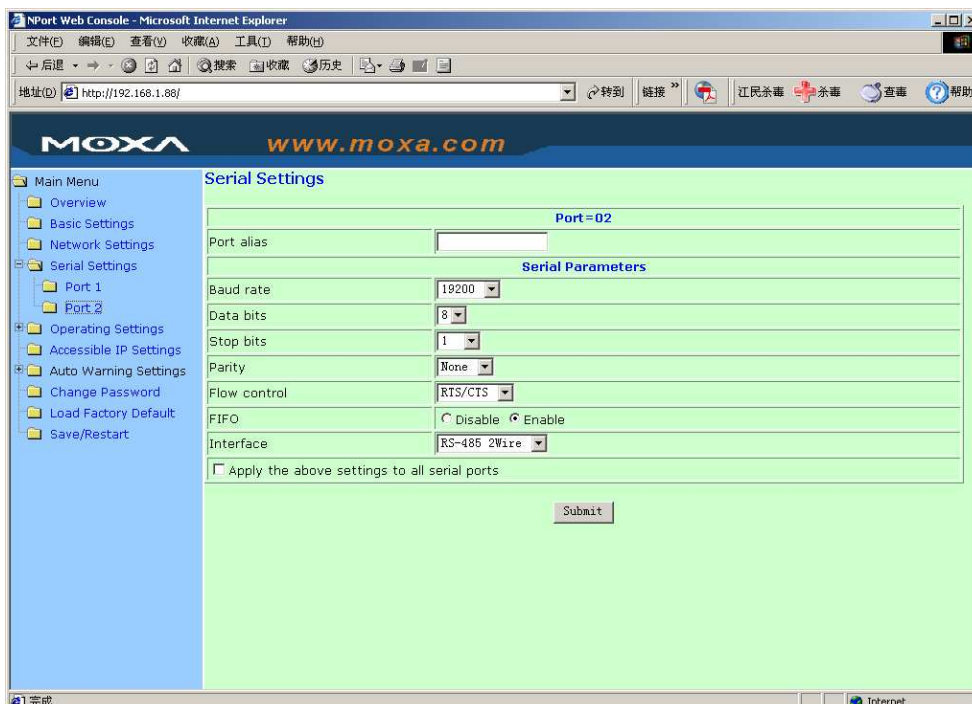 NPort Web Console - Microsoft Internet Explorer
文件(F) 编辑(E) 查看(V) 收藏(A) 工具(T) 帮助(H)
后退 搜索 收藏 历史
地址(D) http://192.168.1.88/ 转到 链接 » 江民杀毒 杀毒 查毒 帮助
MOXA www.moxa.com
Main Menu
Overview
Basic Settings
Network Settings
Serial Settings
Port 1
Port 2
Operating Settings
Accessible IP Settings
Auto Warning Settings
Change Password
Load Factory Default
Save/Restart
Serial Settings
Port=02
Port alias
Serial Parameters
Baud rate 19200
Data bits 8
Stop bits 1
Parity None
Flow control RTS/CTS
FIFO Disable Enable
Interface RS-485 2Wire
Apply the above settings to all serial ports
Submit
完成 Internet